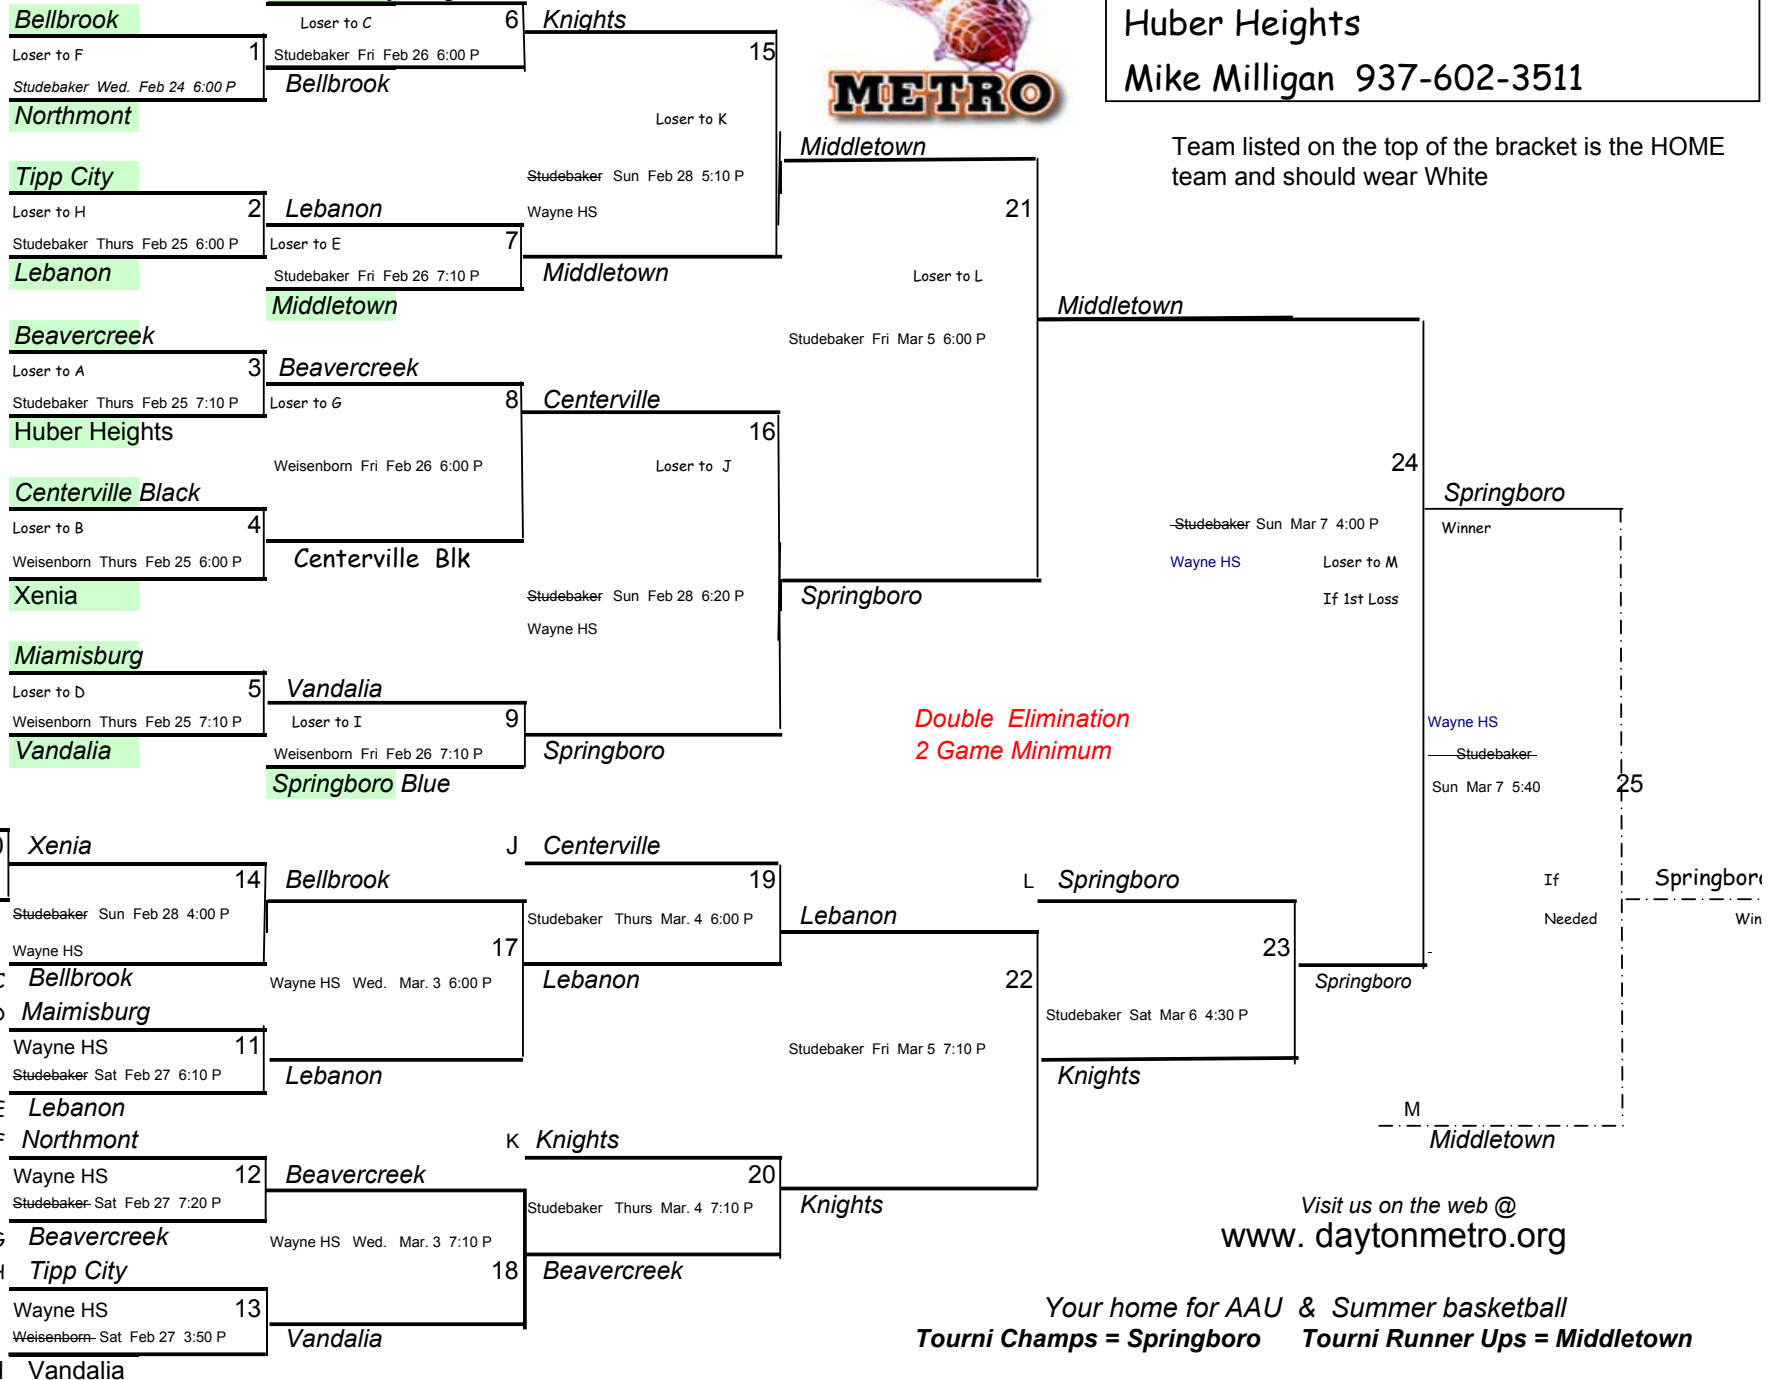 Bellbrook
Loser to F 1
Studebaker Wed. Feb 24 6:00 P
Northmont
Loser to C 6
Studebaker Fri Feb 26 6:00 P
Bellbrook
Knights
15
Loser to K
Studebaker Sun Feb 28 5:10 P
Wayne HS
METRO
Huber Heights
Mike Milligan 937-602-3511
Team listed on the top of the bracket is the HOME
team and should wear White
Tipp City
Loser to H 2
Studebaker Thurs Feb 25 6:00 P
Lebanon
Lebanon
Loser to E 7
Studebaker Fri Feb 26 7:10 P
Middletown
Middletown
Middletown
21
Loser to L
Studebaker Fri Mar 5 6:00 P
Middletown
Beavercreek
Loser to A 3
Studebaker Thurs Feb 25 7:10 P
Huber Heights
Beavercreek
Loser to G 8
Weisenborn Fri Feb 26 6:00 P
Centerville Blk
Centerville
16
Loser to J
Studebaker Sun Feb 28 6:20 P
Wayne HS
Centerville Black
Loser to B 4
Weisenborn Thurs Feb 25 6:00 P
Xenia
Springboro
24
Studebaker Sun Mar 7 4:00 P
Wayne HS Loser to M
If 1st Loss
Springboro
Winner
Miamisburg
Loser to D 5
Weisenborn Thurs Feb 25 7:10 P
Vandalia
Vandalia
Loser to I 9
Weisenborn Fri Feb 26 7:10 P
Springboro Blue
Springboro
Double Elimination
2 Game Minimum
Wayne HS
Studebaker
Sun Mar 7 5:40 25
If
Needed
Springboro
Win
Xenia
14
Studebaker Sun Feb 28 4:00 P
Wayne HS
C Bellbrook
D Maimisburg
Wayne HS 11
Studebaker Sat Feb 27 6:10 P
E Lebanon
F Northmont
Wayne HS 12
Studebaker Sat Feb 27 7:20 P
G Beavercreek
H Tipp City
Wayne HS 13
Weisenborn Sat Feb 27 3:50 P
I Vandalia
Bellbrook
17
Wayne HS Wed. Mar. 3 6:00 P
Lebanon
Beavercreek
Wayne HS Wed. Mar. 3 7:10 P
18
Vandalia
J Centerville
19
Studebaker Thurs Mar. 4 6:00 P
Lebanon
K Knights
20
Studebaker Thurs Mar. 4 7:10 P
Beavercreek
Lebanon
22
Studebaker Fri Mar 5 7:10 P
Knights
L Springboro
23
Studebaker Sat Mar 6 4:30 P
Knights
Springboro
M
Middletown
Visit us on the web @
www. daytonmetro.org
Your home for AAU & Summer basketball
Tourni Champs = Springboro Tourni Runner Ups = Middletown